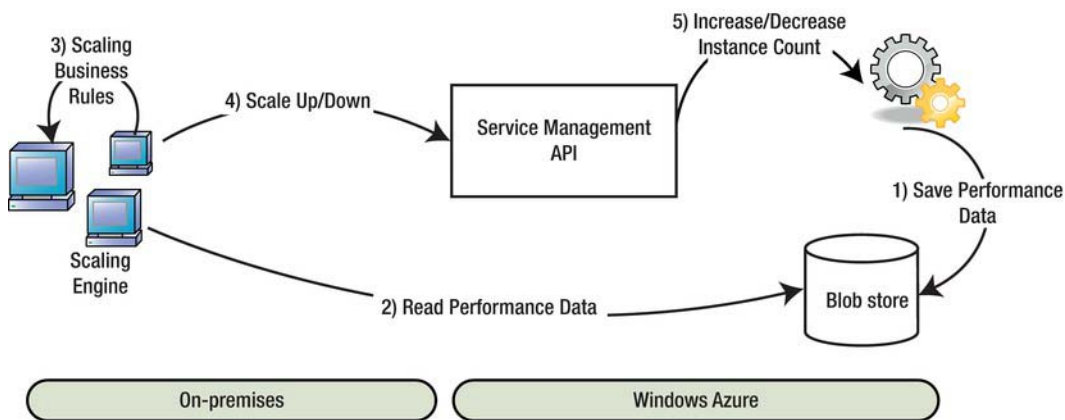 5) Increase/Decrease
Instance Count
3) Scaling
Business
Rules
4) Scale Up/Down
Service Management
API
1) Save Performance
Data
Scaling
Engine
Blob store
2) Read Performance Data
On-premises
Windows Azure